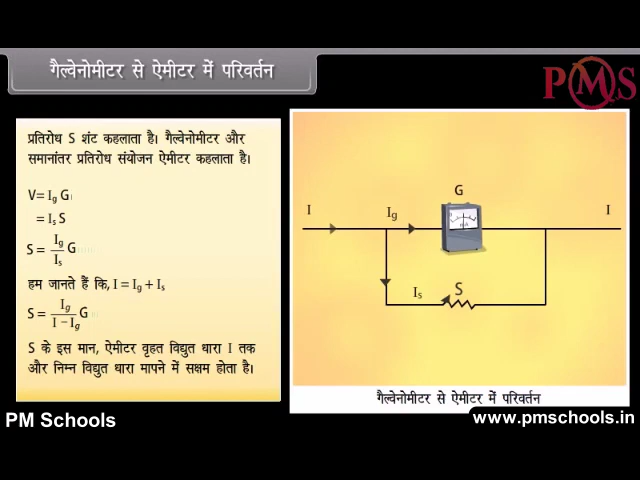 गैल्वेनोमीटर से ऐमीटर में परिवर्तन
PMS
प्रतिरोध S शंट कहलाता है। गैल्वेनोमीटर और
समानांतर प्रतिरोध संयोजन ऐमीटर कहलाता है।
V= I_g G
= I_s S
S = I_g/I_s G
हम जानते हैं कि, I = I_g + I_s
S = I_g/(I − I_g) G
S के इस मान, ऐमीटर वृहत विद्युत धारा I तक
और निम्न विद्युत धारा मापने में सक्षम होता है।
G
I I_g I
I_s S
गैल्वेनोमीटर से ऐमीटर में परिवर्तन
PM Schools
www.pmschools.in